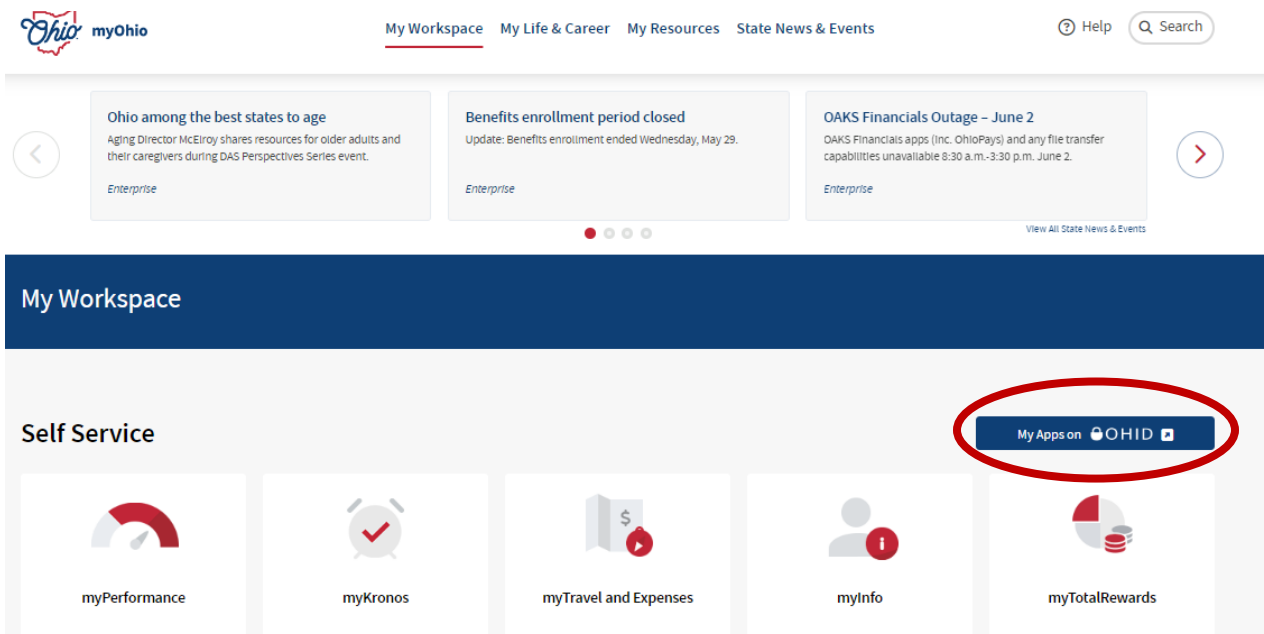 Ohio myOhio My Workspace My Life & Career My Resources State News & Events ? Help Search
Ohio among the best states to age
Aging Director McElroy shares resources for older adults and
their caregivers during DAS Perspectives Series event.
Enterprise
Benefits enrollment period closed
Update: Benefits enrollment ended Wednesday, May 29.
Enterprise
OAKS Financials Outage – June 2
OAKS Financials apps (inc. OhioPays) and any file transfer
capabilities unavailable 8:30 a.m.-3:30 p.m. June 2.
Enterprise
View All State News & Events
My Workspace
Self Service
My Apps on OHID
$
i
myPerformance
myKronos
myTravel and Expenses
myInfo
myTotalRewards